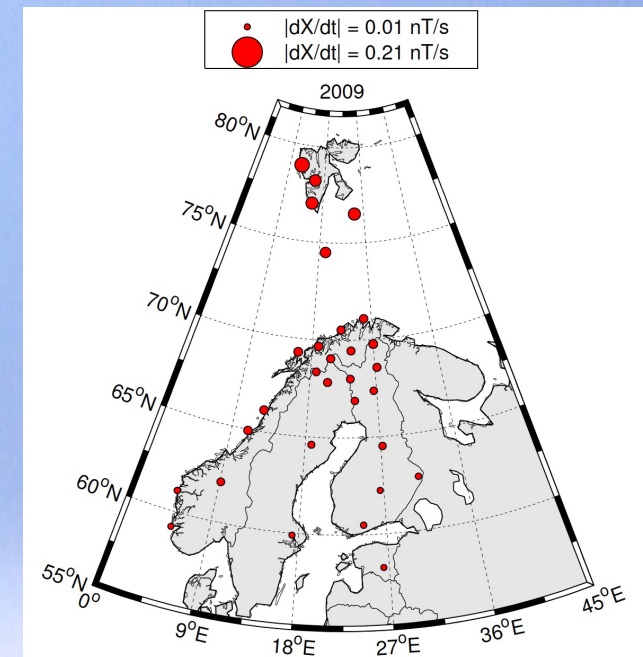 |dX/dt| = 0.01 nT/s
|dX/dt| = 0.21 nT/s
2009
80°N
75°N
70°N
65°N
60°N
55°N
0°
9°E
18°E
27°E
36°E
45°E